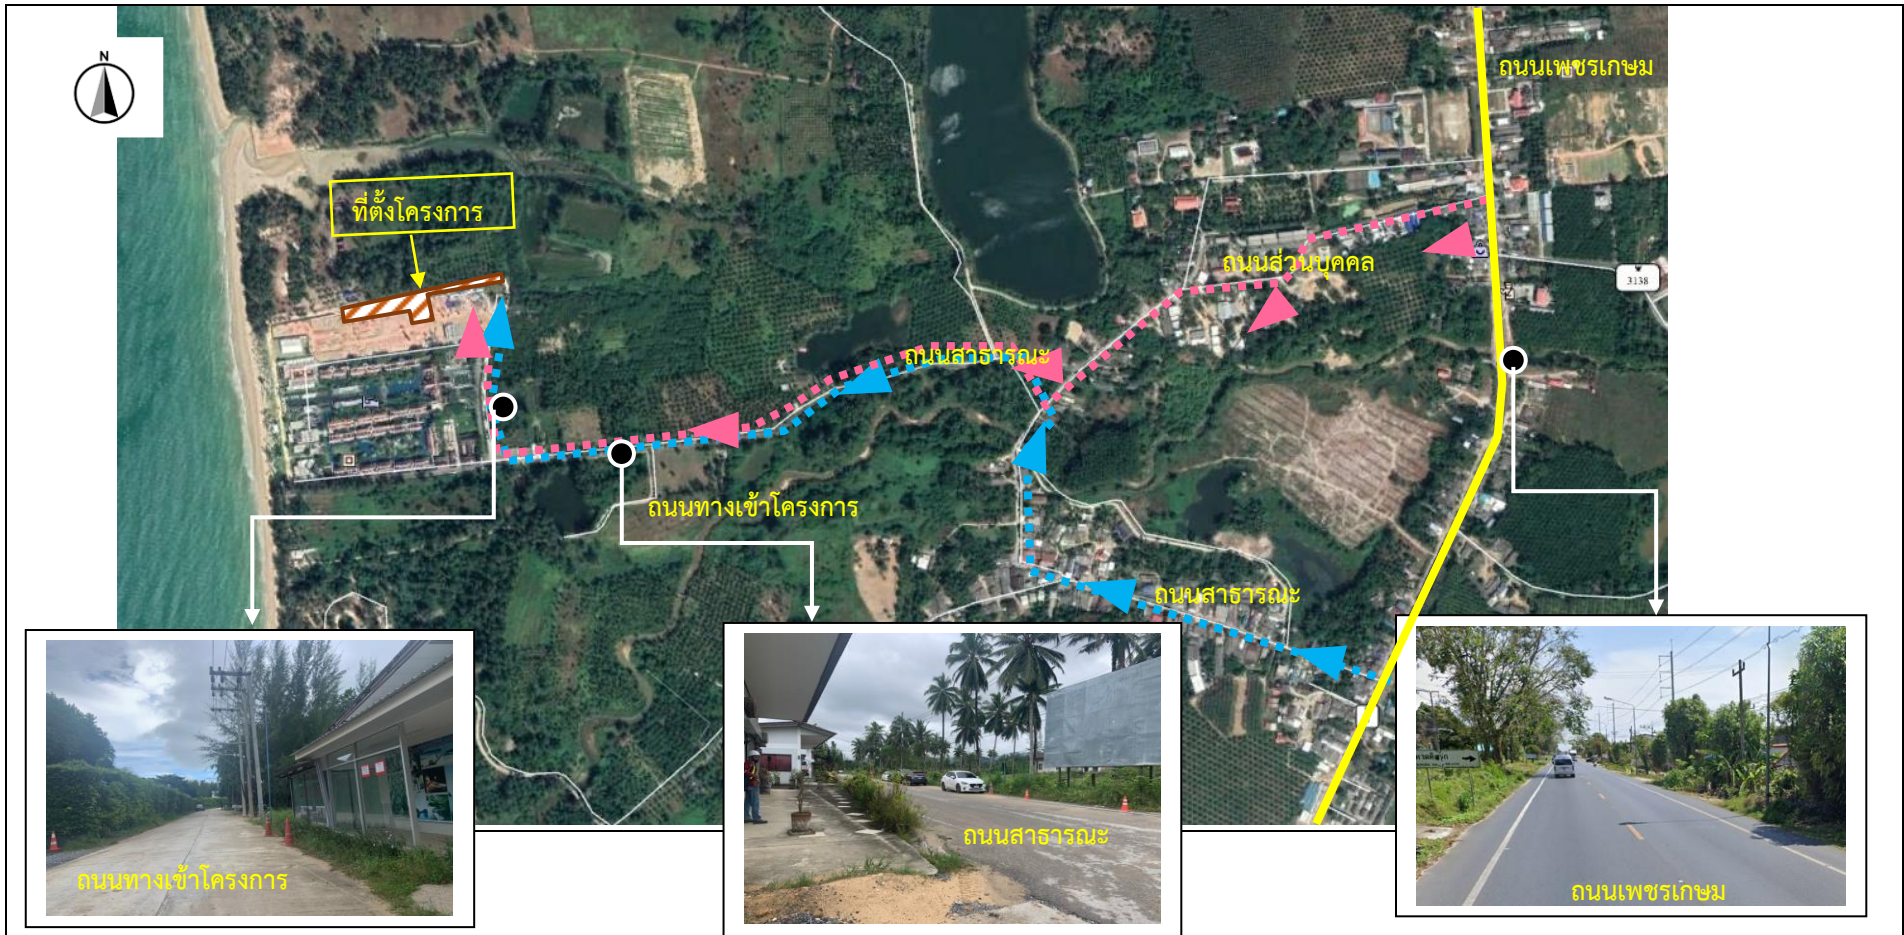 N
ถนนเพชรเกษม
ที่ตั้งโครงการ
ถนนส่วนบุคคล
3138
ถนนสาธารณะ
ถนนทางเข้าโครงการ
ถนนสาธารณะ
ถนนทางเข้าโครงการ
ถนนสาธารณะ
ถนนเพชรเกษม